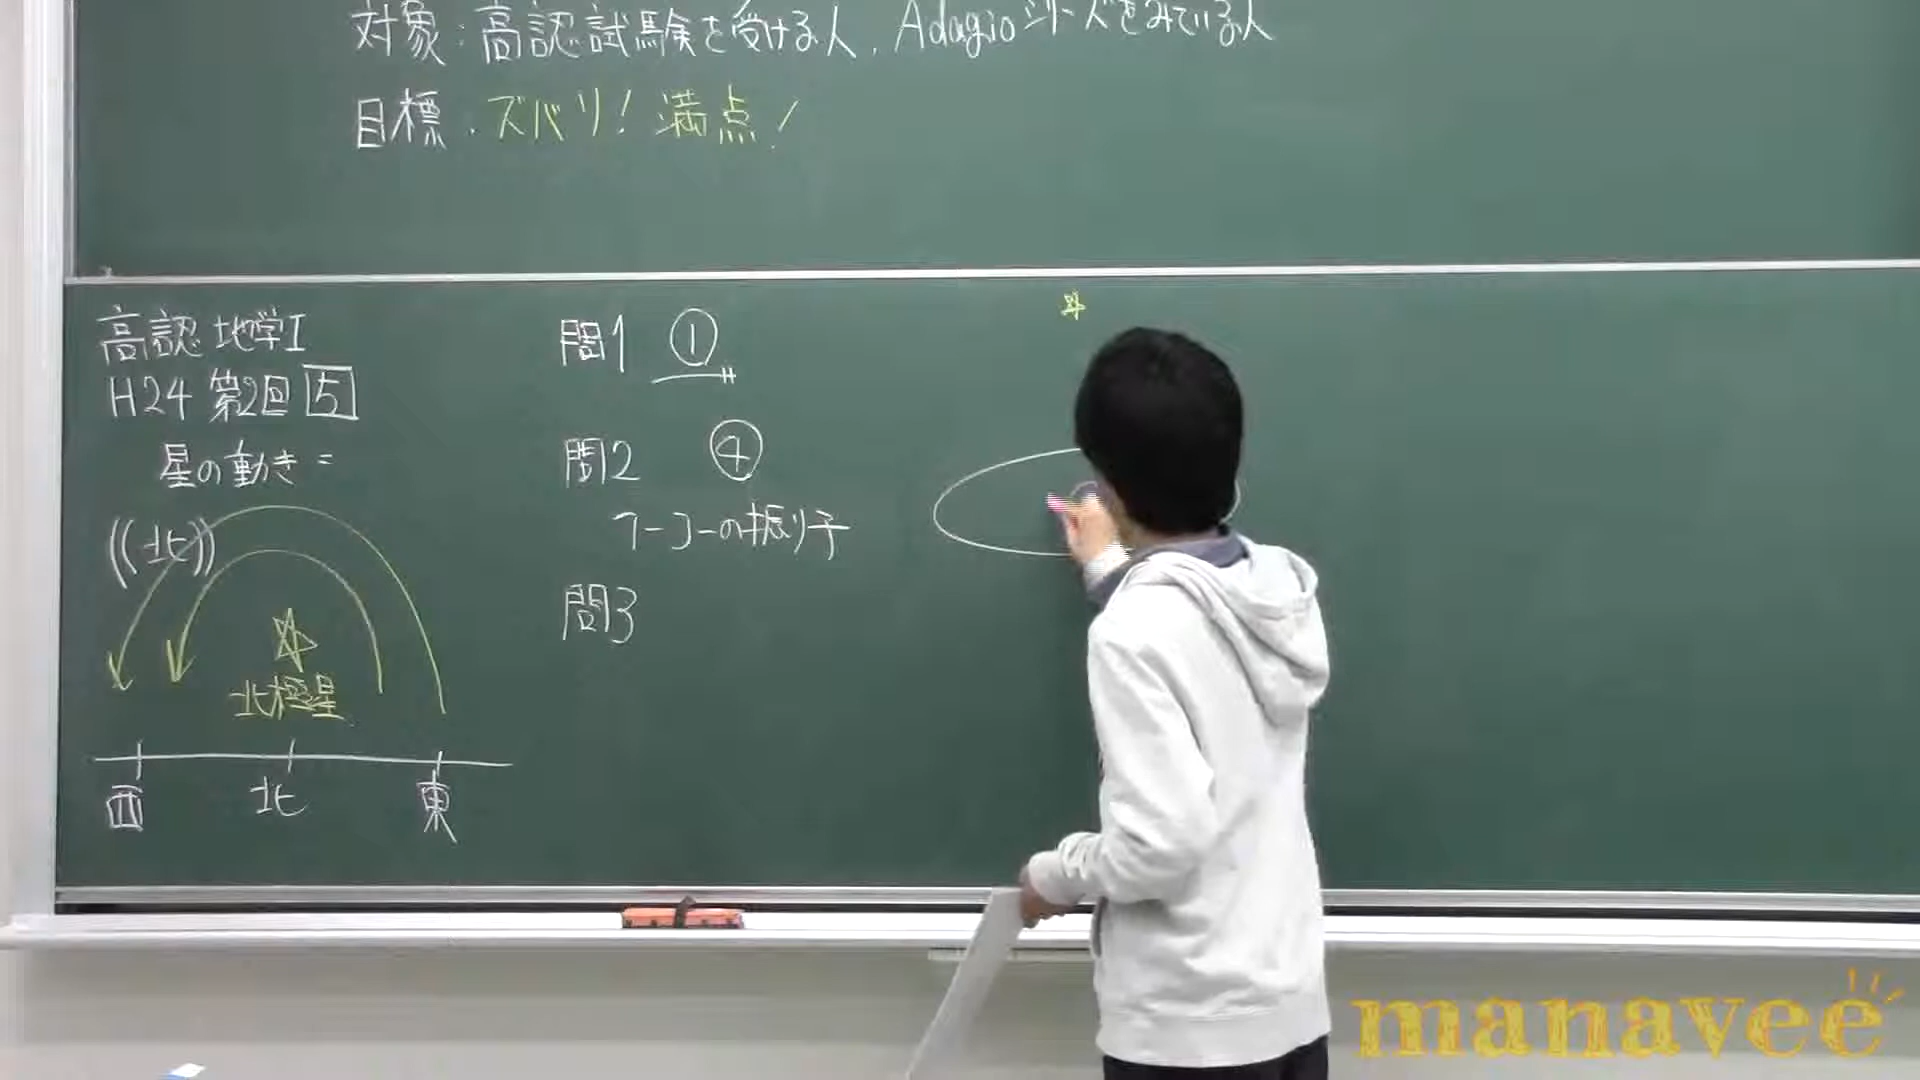 対象:高認試験を受ける人、Adagioシリーズをみている人
目標、ズバリ!満点!
高認 地学I
H24 第2回 5
星の動き=
((北))
北極星
西 北 東
問1 ①
問2 ④
フーコーの振り子
問3
manavee